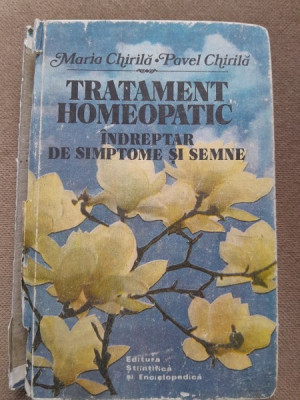 Maria Chirilă • Pavel Chirilă
TRATAMENT
HOMEOPATIC
ÎNDREPTAR
DE SIMPTOME ȘI SEMNE
Editura
Științifică
și Enciclopedică